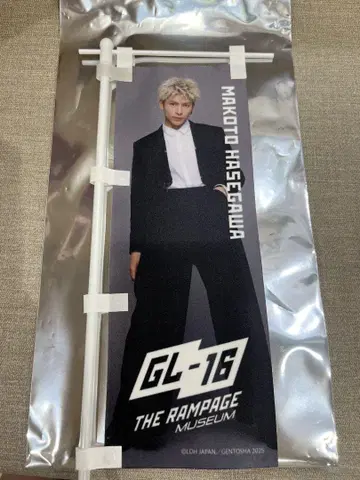 MAKOTO HASEGAWA
GL-16
THE RAMPAGE
MUSEUM
©LDH JAPAN / GENTOSHA 2025